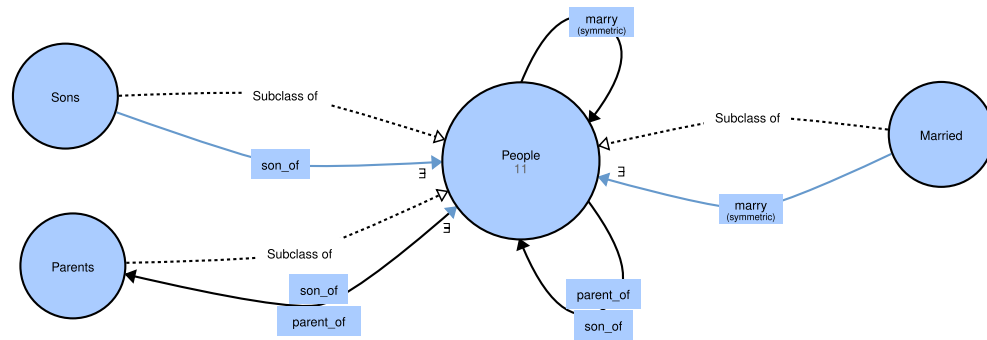 marry
(symmetric)
Sons
Subclass of
Subclass of
Married
People
11
son_of
∃
∃
marry
(symmetric)
∃
Parents
Subclass of
son_of
parent_of
parent_of
son_of